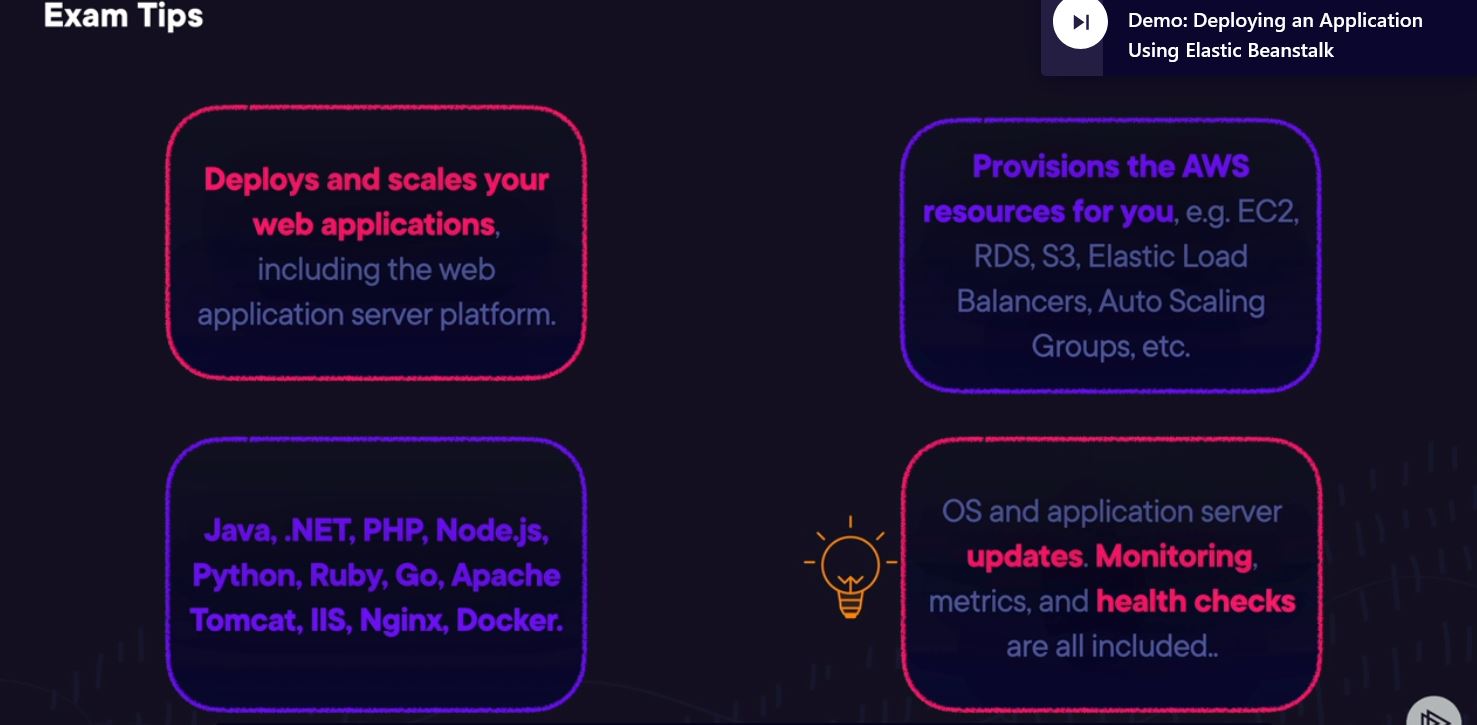 Exam Tips
Demo: Deploying an Application
Using Elastic Beanstalk
Deploys and scales your
web applications,
including the web
application server platform.
Provisions the AWS
resources for you, e.g. EC2,
RDS, S3, Elastic Load
Balancers, Auto Scaling
Groups, etc.
Java, .NET, PHP, Node.js,
Python, Ruby, Go, Apache
Tomcat, IIS, Nginx, Docker.
OS and application server
updates. Monitoring,
metrics, and health checks
are all included..